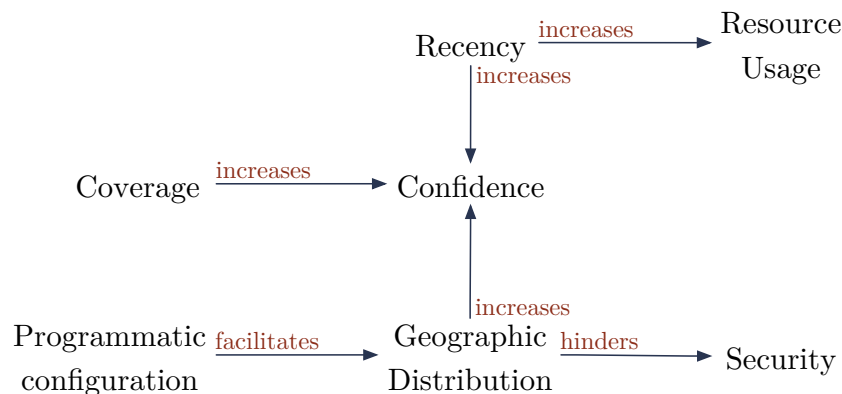 increases
Resource
Recency
Usage
increases
increases
Coverage
Confidence
increases
Programmatic
facilitates
Geographic
hinders
configuration
Distribution
Security